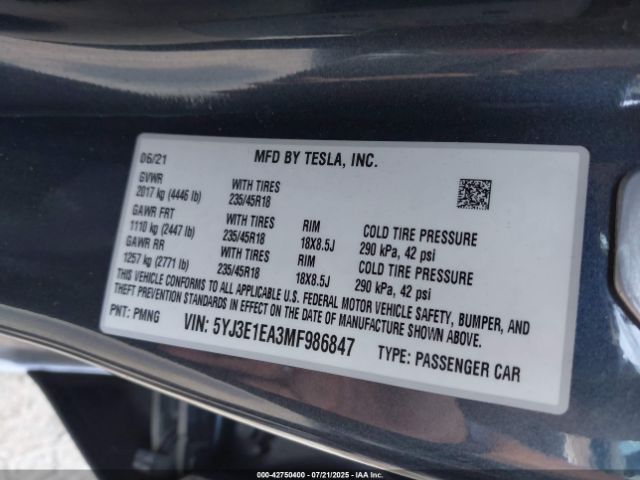 06/21 MFD BY TESLA, INC.
GVWR
2017 kg (4446 lb) WITH TIRES
235/45R18
GAWR FRT
1110 kg (2447 lb) WITH TIRES
235/45R18 RIM
18X8.5J COLD TIRE PRESSURE
290 kPa, 42 psi
GAWR RR
1257 kg (2771 lb) WITH TIRES
235/45R18 RIM
18X8.5J COLD TIRE PRESSURE
290 kPa, 42 psi
THIS VEHICLE CONFORMS TO ALL APPLICABLE U.S. FEDERAL MOTOR VEHICLE SAFETY, BUMPER, AND
THEFT PREVENTION STANDARDS IN EFFECT ON THE DATE OF MANUFACTURE SHOWN ABOVE.
PNT: PMNG VIN: 5YJ3E1EA3MF986847 TYPE: PASSENGER CAR
000-42750400 - 07/21/2025 - IAAI.COM